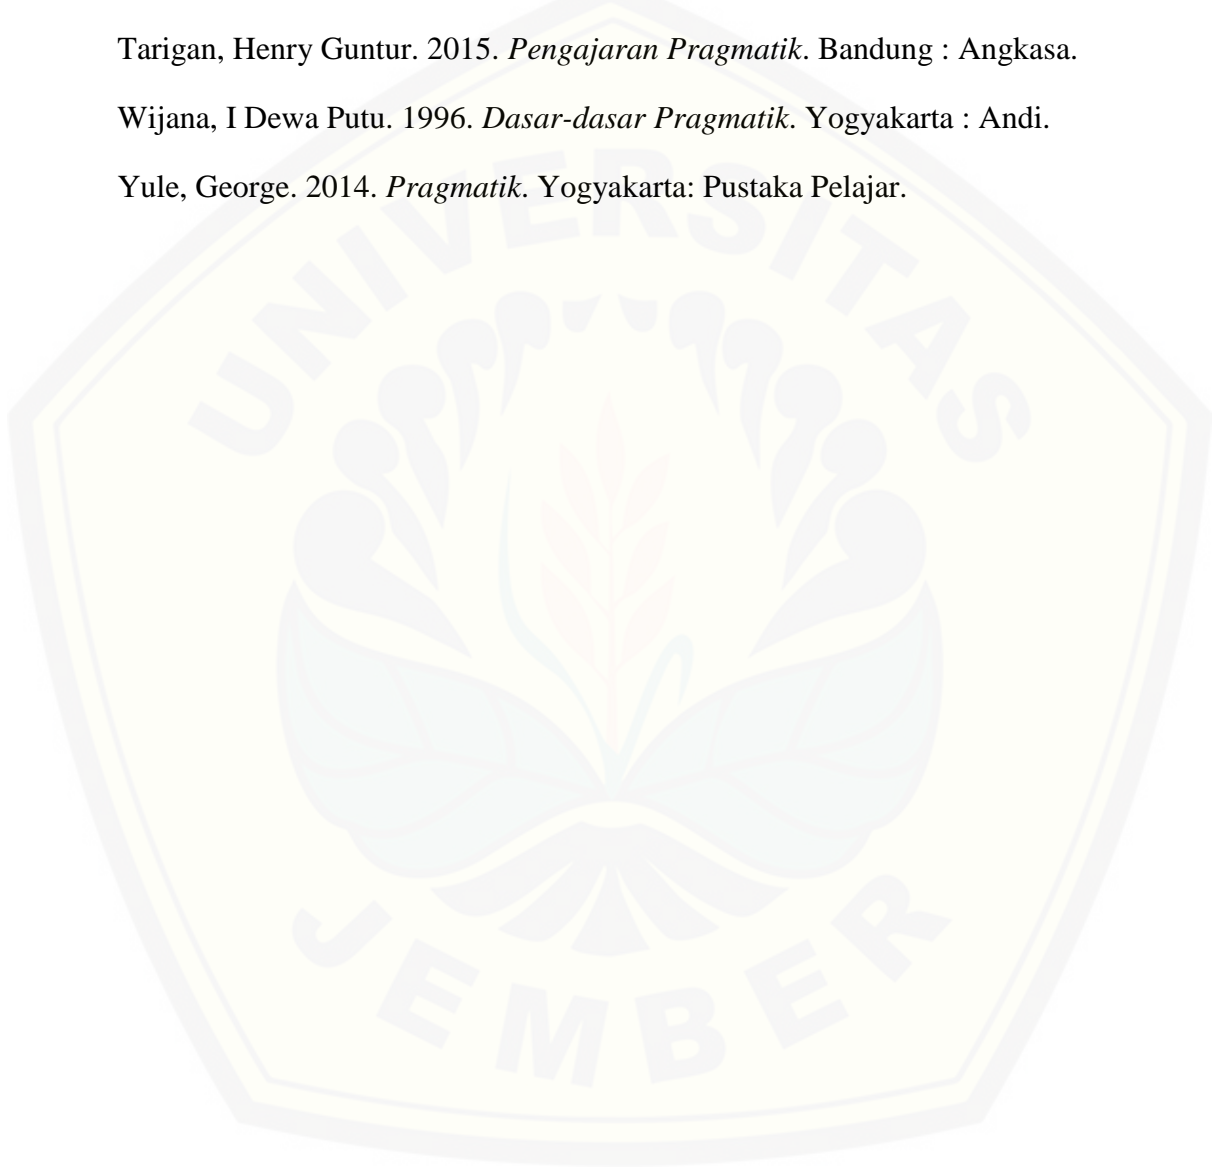 Tarigan, Henry Guntur. 2015. Pengajaran Pragmatik. Bandung : Angkasa.
Wijana, I Dewa Putu. 1996. Dasar-dasar Pragmatik. Yogyakarta : Andi.
Yule, George. 2014. Pragmatik. Yogyakarta: Pustaka Pelajar.
UNIVERSITAS
JEMBER